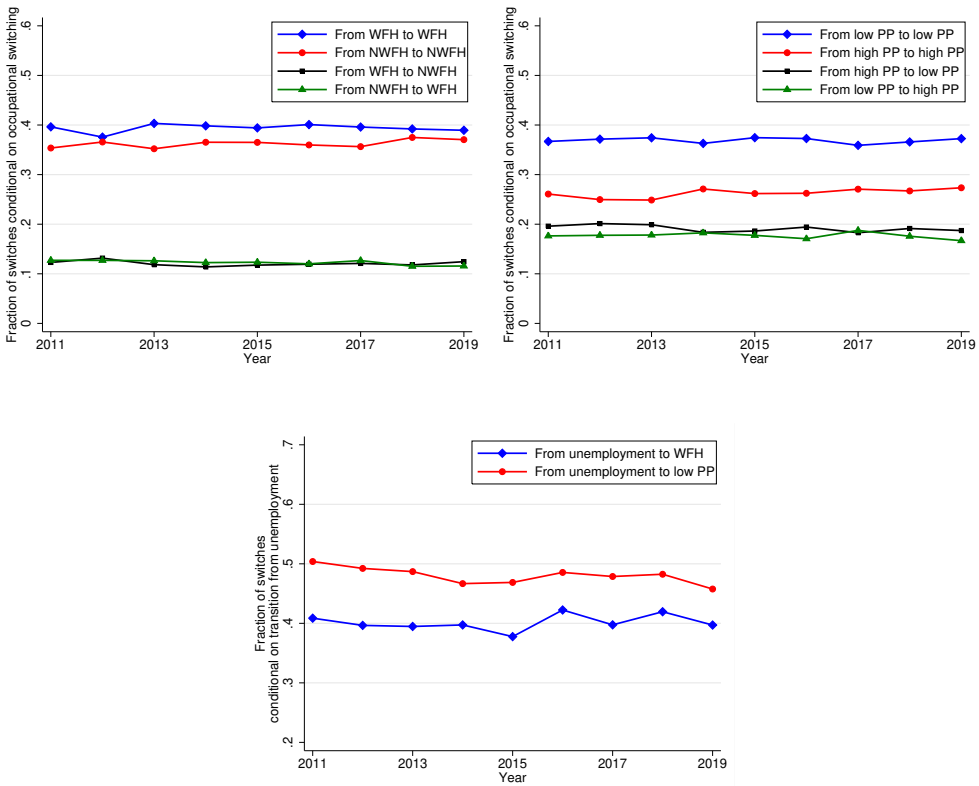 Fraction of switches conditional on occupational switching
.6
.5
.4
.3
.2
.1
0
From WFH to WFH
From NWFH to NWFH
From WFH to NWFH
From NWFH to WFH
2011 2013 2015 2017 2019
Year
Fraction of switches conditional on occupational switching
.6
.5
.4
.3
.2
.1
0
From low PP to low PP
From high PP to high PP
From high PP to low PP
From low PP to high PP
2011 2013 2015 2017 2019
Year
Fraction of switches
conditional on transition from unemployment
.7
.6
.5
.4
.3
.2
From unemployment to WFH
From unemployment to low PP
2011 2013 2015 2017 2019
Year